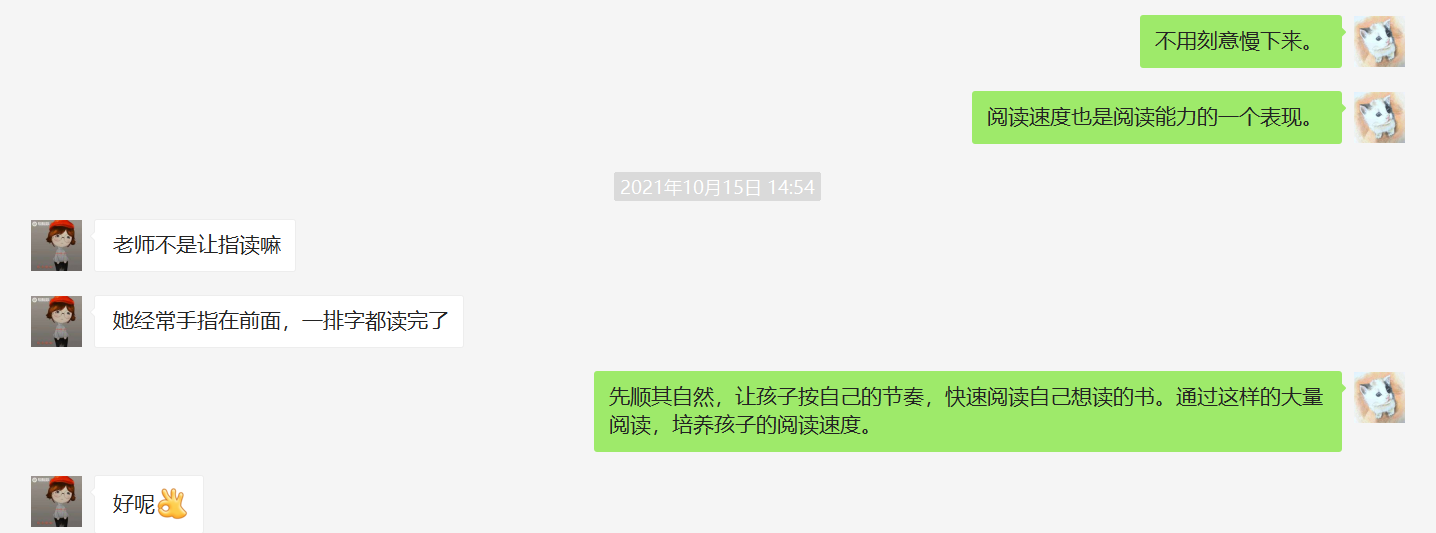 不用刻意慢下来。
阅读速度也是阅读能力的一个表现。
2021年10月15日 14:54
老师不是让指读嘛
她经常手指在前面，一排字都读完了
先顺其自然，让孩子按自己的节奏，快速阅读自己想读的书。通过这样的大量
阅读，培养孩子的阅读速度。
好呢👌